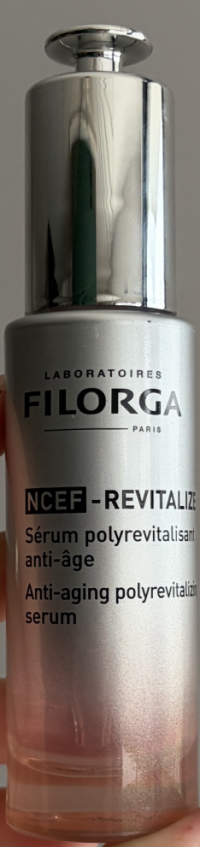 LABORATOIRES
FILORGA
PARIS
NCEF-REVITALIZE
Sérum polyrevitalisant
anti-âge
Anti-aging polyrevitalizin
serum